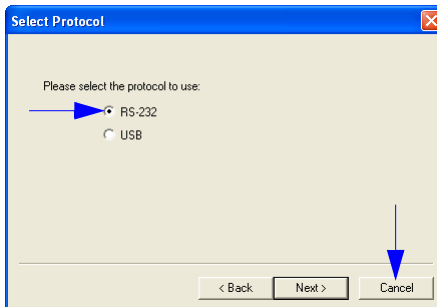 Select Protocol
Please select the protocol to use:
RS-232
USB
< Back Next > Cancel